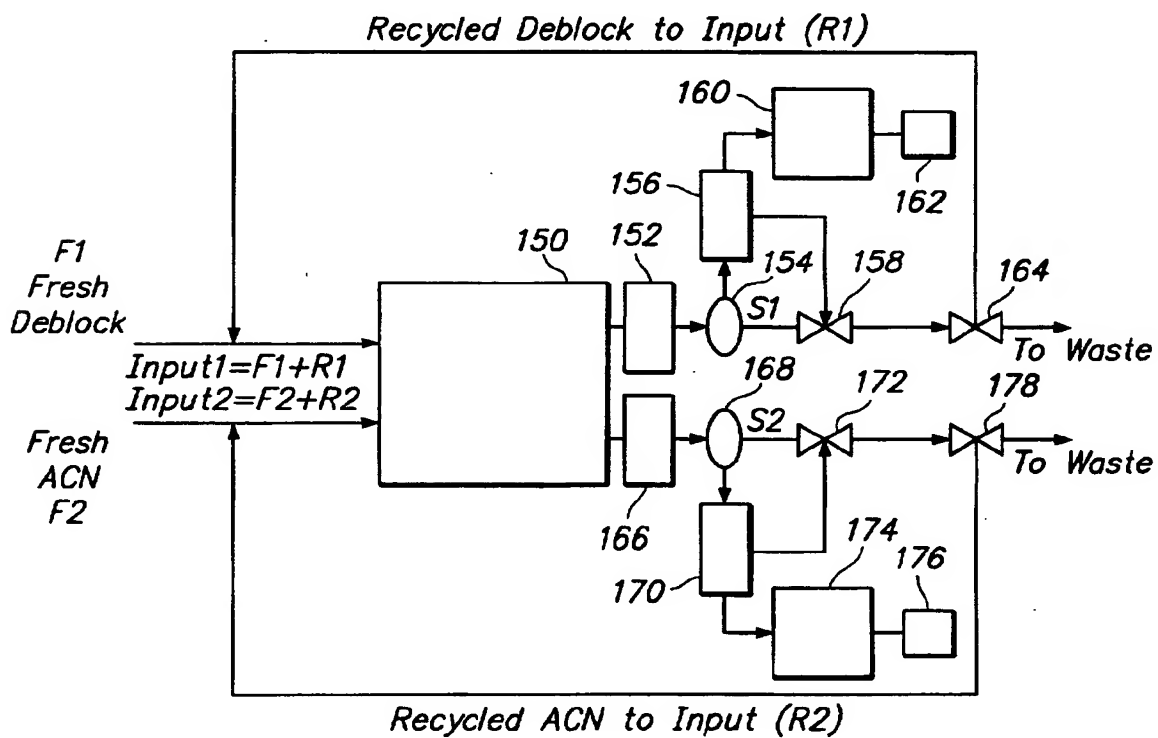 Recycled Deblock to Input (R1)
160
156
162
150
152
154
158
164
F1
Fresh
Deblock
S1
To Waste
Input1=F1+R1
Input2=F2+R2
168
172
178
S2
To Waste
Fresh
ACN
F2
166
174
176
170
Recycled ACN to Input (R2)